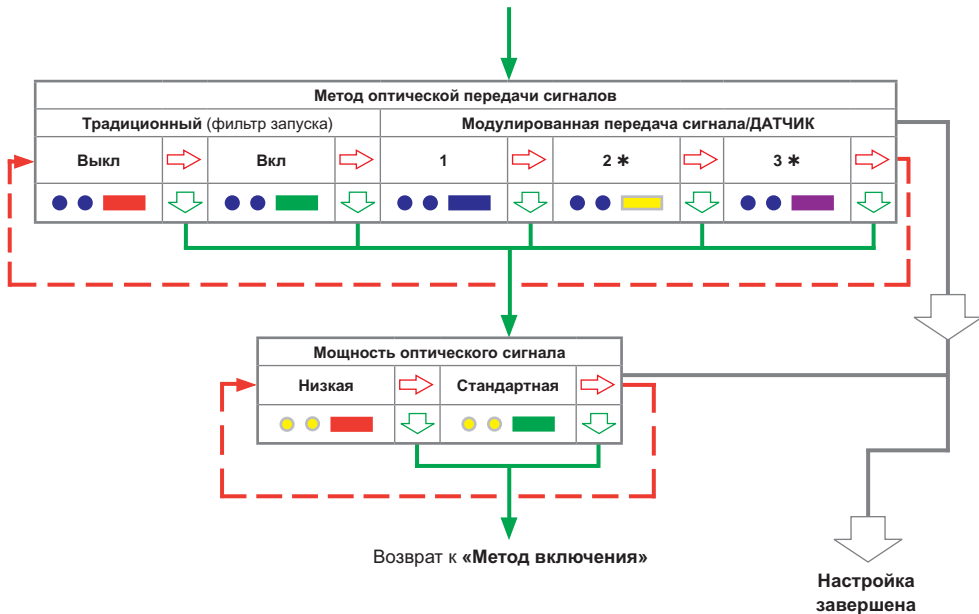 Метод оптической передачи сигналов
Традиционный (фильтр запуска)
Модулированная передача сигнала/ДАТЧИК
Выкл
Вкл
1
2 ∗
3 ∗
Мощность оптического сигнала
Низкая
Стандартная
Возврат к «Метод включения»
Настройка
завершена